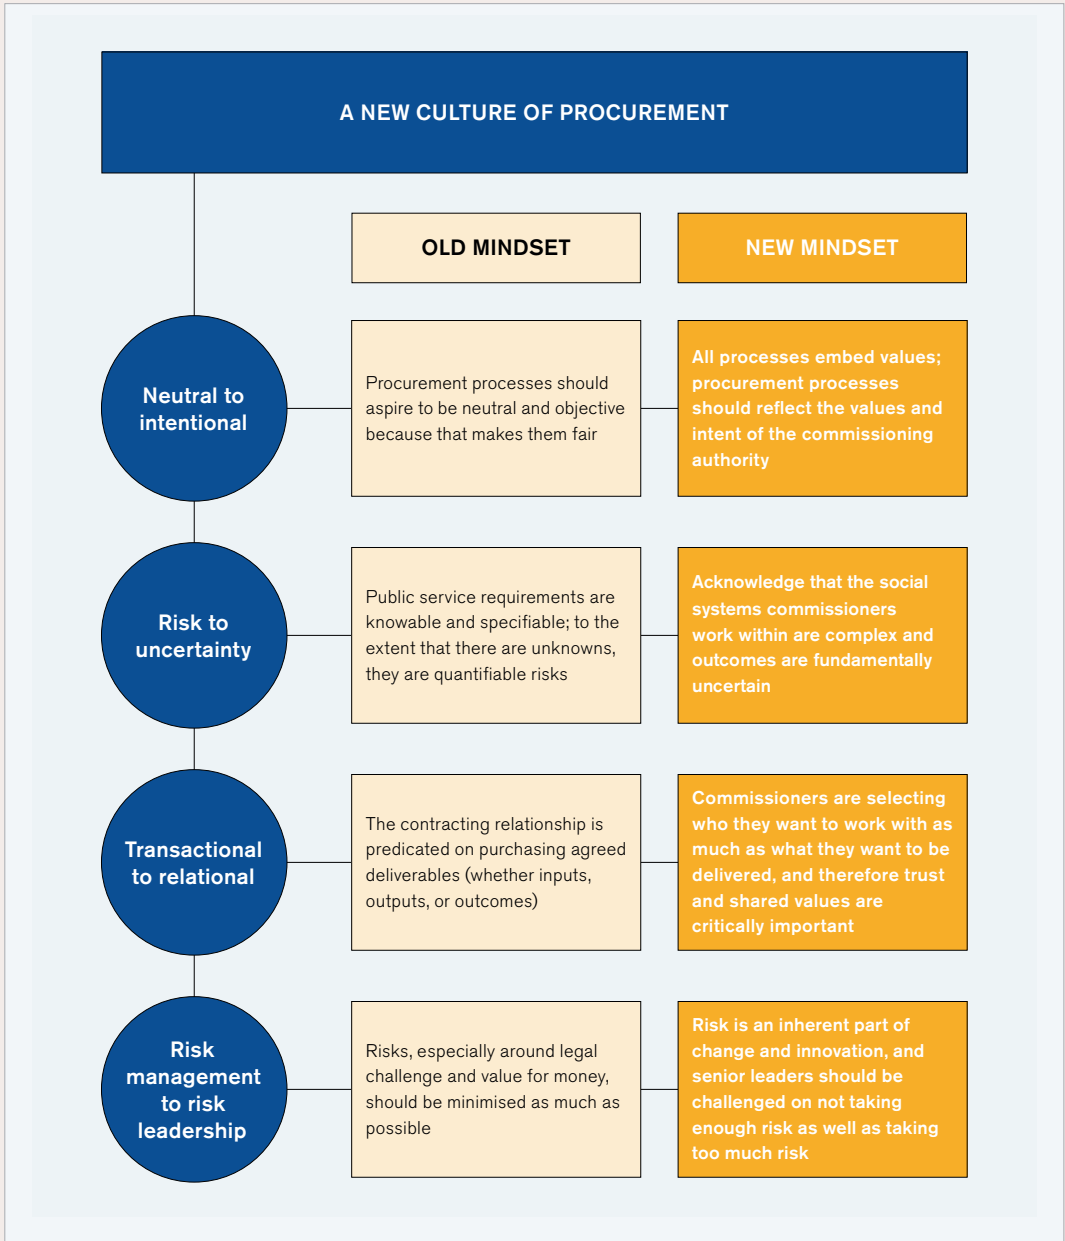 A NEW CULTURE OF PROCUREMENT
OLD MINDSET
NEW MINDSET
Neutral to
intentional
Procurement processes should
aspire to be neutral and objective
because that makes them fair
All processes embed values;
procurement processes
should reflect the values and
intent of the commissioning
authority
Risk to
uncertainty
Public service requirements are
knowable and specifiable; to the
extent that there are unknowns,
they are quantifiable risks
Acknowledge that the social
systems commissioners
work within are complex and
outcomes are fundamentally
uncertain
Transactional
to relational
The contracting relationship is
predicated on purchasing agreed
deliverables (whether inputs,
outputs, or outcomes)
Commissioners are selecting
who they want to work with as
much as what they want to be
delivered, and therefore trust
and shared values are
critically important
Risk
management
to risk
leadership
Risks, especially around legal
challenge and value for money,
should be minimised as much as
possible
Risk is an inherent part of
change and innovation, and
senior leaders should be
challenged on not taking
enough risk as well as taking
too much risk